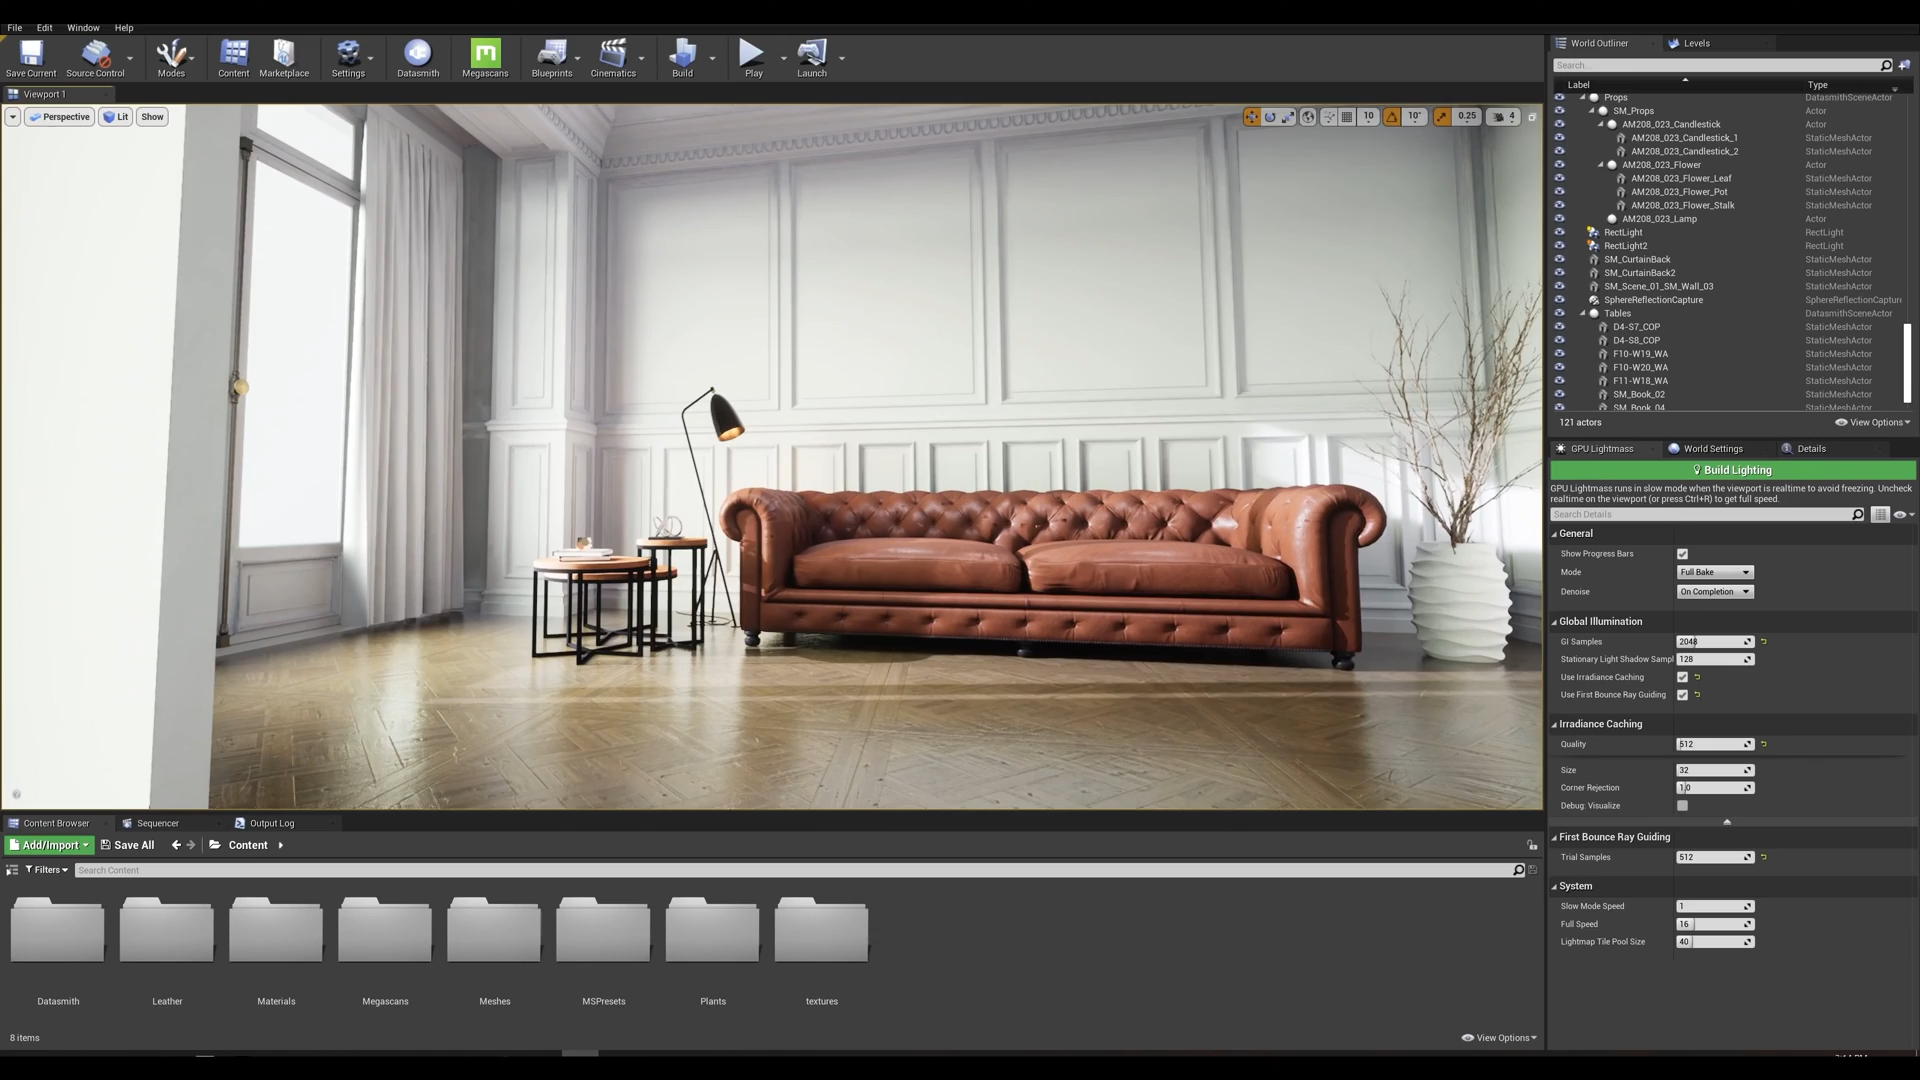 File Edit Window Help
Save Current Source Control Modes Content Marketplace Settings Datasmith Megascans Blueprints Cinematics Build Play Launch
Viewport 1
Perspective Lit Show
10 10° 0.25 4
World Outliner Levels
Search...
Label Type
Props DatasmithSceneActor
SM_Props Actor
AM208_023_Candlestick Actor
AM208_023_Candlestick_1 StaticMeshActor
AM208_023_Candlestick_2 StaticMeshActor
AM208_023_Flower Actor
AM208_023_Flower_Leaf StaticMeshActor
AM208_023_Flower_Pot StaticMeshActor
AM208_023_Flower_Stalk StaticMeshActor
AM208_023_Lamp Actor
RectLight RectLight
RectLight2 RectLight
SM_CurtainBack StaticMeshActor
SM_CurtainBack2 StaticMeshActor
SM_Scene_01_SM_Wall_03 StaticMeshActor
SphereReflectionCapture SphereReflectionCapture
Tables DatasmithSceneActor
D4-S7_COP StaticMeshActor
D4-S8_COP StaticMeshActor
F10-W19_WA StaticMeshActor
F10-W20_WA StaticMeshActor
F11-W18_WA StaticMeshActor
SM_Book_02 StaticMeshActor
SM_Book_04 StaticMeshActor
121 actors View Options
GPU Lightmass World Settings Details
Build Lighting
GPU Lightmass runs in slow mode when the viewport is realtime to avoid freezing. Uncheck
realtime on the viewport (or press Ctrl+R) to get full speed.
Search Details
General
Show Progress Bars
Mode Full Bake
Denoise On Completion
Global Illumination
GI Samples 2048
Stationary Light Shadow Sampl 128
Use Irradiance Caching
Use First Bounce Ray Guiding
Irradiance Caching
Quality 512
Size 32
Corner Rejection 1.0
Debug: Visualize
First Bounce Ray Guiding
Trial Samples 512
System
Slow Mode Speed 1
Full Speed 16
Lightmap Tile Pool Size 40
Content Browser Sequencer Output Log
Add/Import Save All Content
Filters Search Content
Datasmith Leather Materials Megascans Meshes MSPresets Plants textures
8 items View Options